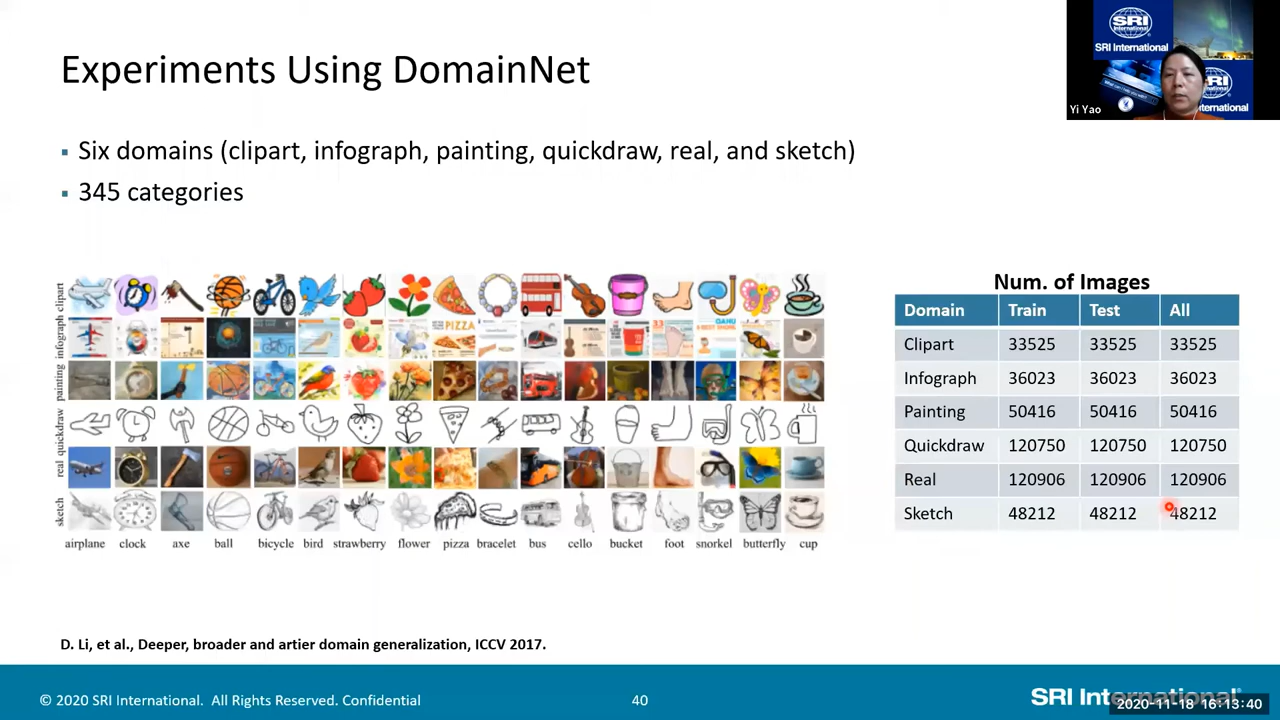 Experiments Using DomainNet
SRI International
Yi Yao
▪ Six domains (clipart, infograph, painting, quickdraw, real, and sketch)
▪ 345 categories
clipart
infograph
painting
quickdraw
real
sketch
PIZZA
airplane clock axe ball bicycle bird strawberry flower pizza bracelet bus cello bucket foot snorkel butterfly cup
Num. of Images
Domain Train Test All
Clipart 33525 33525 33525
Infograph 36023 36023 36023
Painting 50416 50416 50416
Quickdraw 120750 120750 120750
Real 120906 120906 120906
Sketch 48212 48212 48212
D. Li, et al., Deeper, broader and artier domain generalization, ICCV 2017.
© 2020 SRI International. All Rights Reserved. Confidential
40
SRI International
2020-11-18 16:13:40